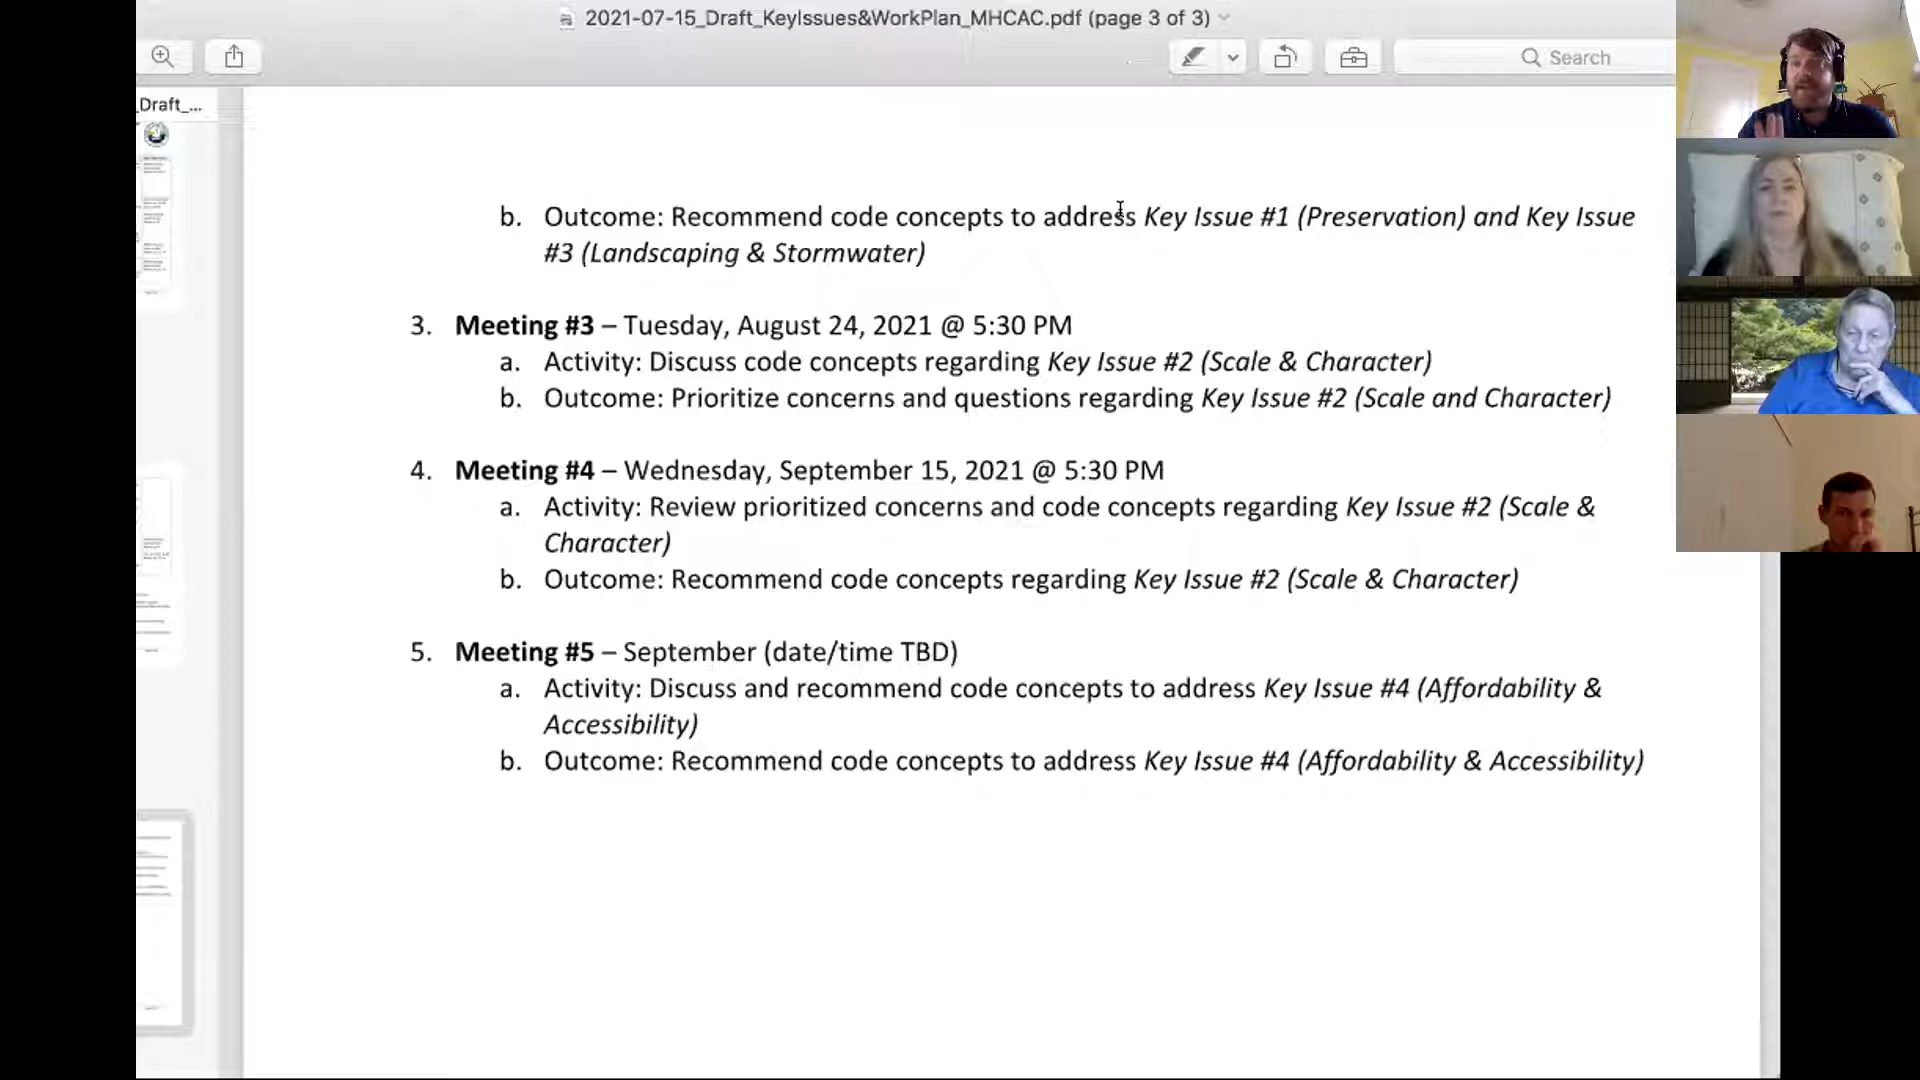 2021-07-15_Draft_KeyIssues&WorkPlan_MHCAC.pdf (page 3 of 3)
Search
_Draft_...
b. Outcome: Recommend code concepts to address Key Issue #1 (Preservation) and Key Issue
#3 (Landscaping & Stormwater)
3. Meeting #3 – Tuesday, August 24, 2021 @ 5:30 PM
a. Activity: Discuss code concepts regarding Key Issue #2 (Scale & Character)
b. Outcome: Prioritize concerns and questions regarding Key Issue #2 (Scale and Character)
4. Meeting #4 – Wednesday, September 15, 2021 @ 5:30 PM
a. Activity: Review prioritized concerns and code concepts regarding Key Issue #2 (Scale &
Character)
b. Outcome: Recommend code concepts regarding Key Issue #2 (Scale & Character)
5. Meeting #5 – September (date/time TBD)
a. Activity: Discuss and recommend code concepts to address Key Issue #4 (Affordability &
Accessibility)
b. Outcome: Recommend code concepts to address Key Issue #4 (Affordability & Accessibility)